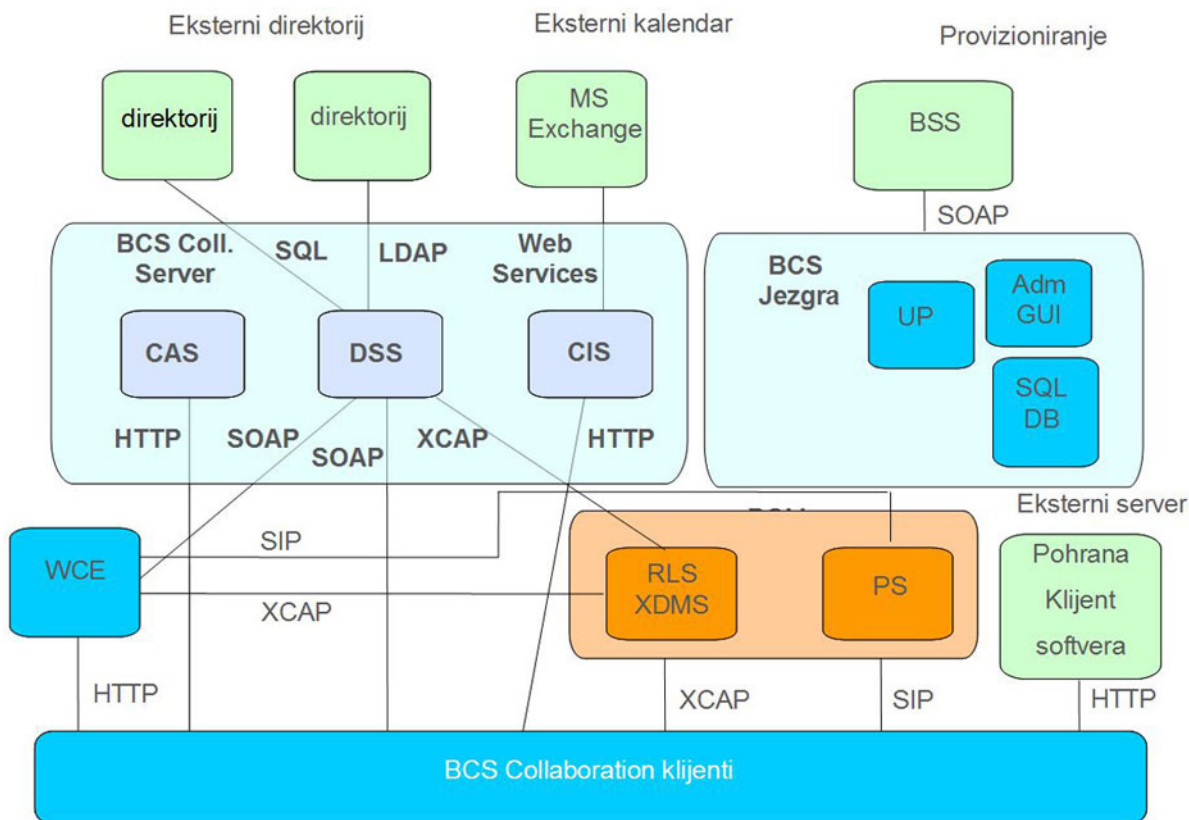 Eksterni direktorij
Eksterni kalendar
Provizioniranje
direktorij
direktorij
MS
Exchange
BSS
SOAP
BCS Coll.
Server
SQL
LDAP
Web
Services
BCS
Jezgra
UP
Adm
GUI
SQL
DB
CAS
DSS
CIS
HTTP
SOAP
SOAP
XCAP
HTTP
Eksterni server
WCE
SIP
XCAP
RLS
XDMS
PS
Pohrana
Klijent
softvera
HTTP
XCAP
SIP
HTTP
BCS Collaboration klijenti